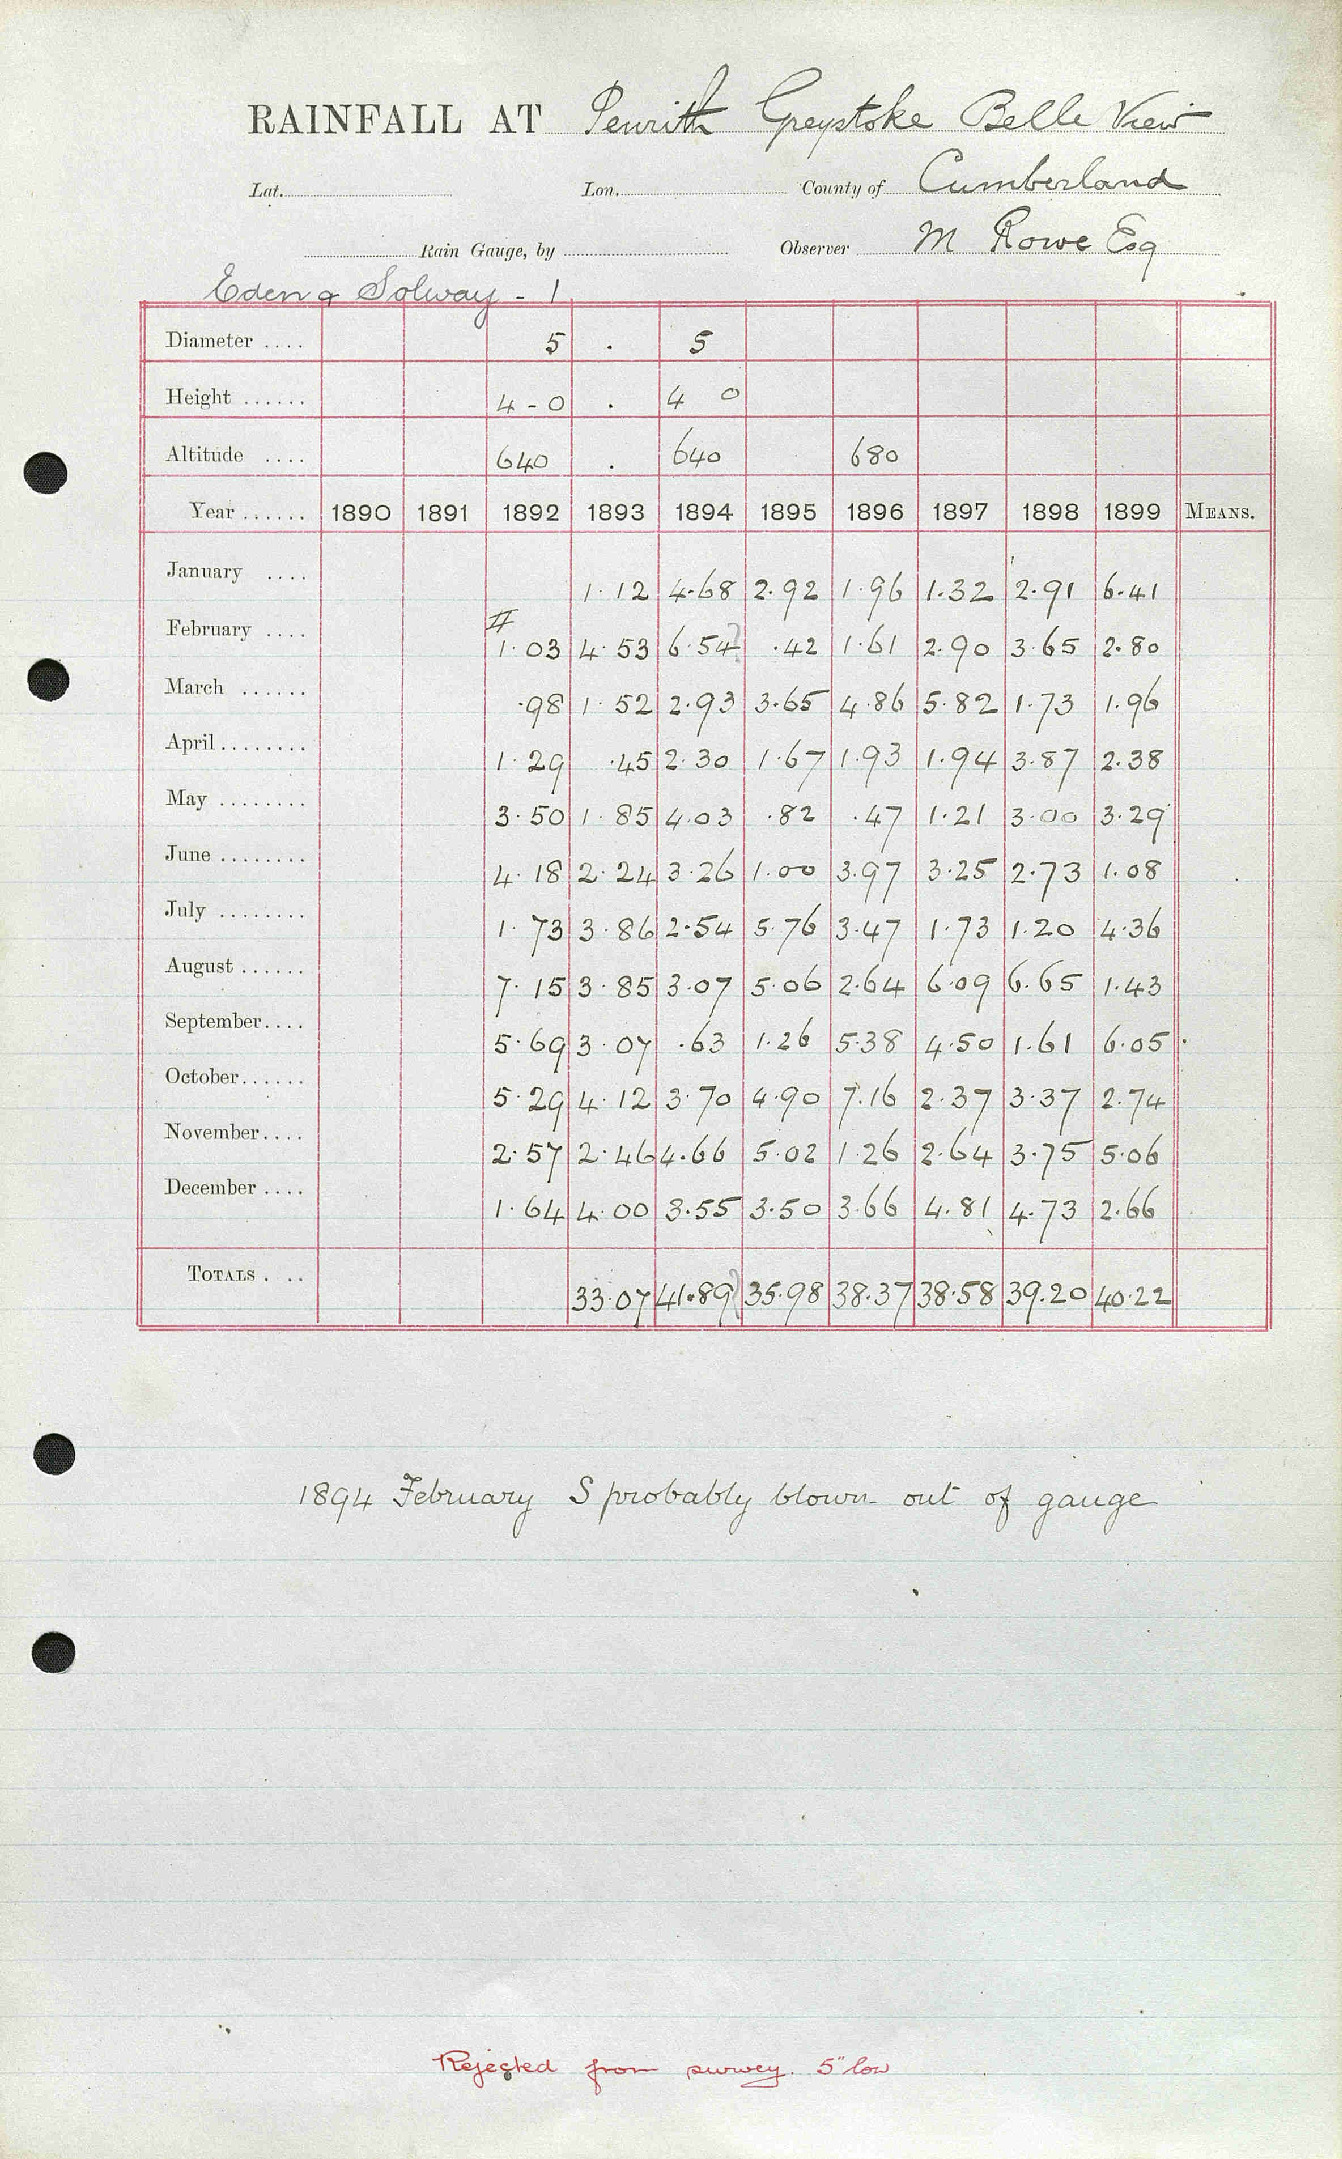 RAINFALL AT Penrith Greystoke Belle View
Lat. Lon. County of Cumberland
Rain Gauge, by Observer M Rowe Esq
Eden & Solway - 1
Diameter .... 5 . 5
Height ...... 4-0 . 4 0
Altitude .... 640 . 640 680
Year ...... 1890 1891 1892 1893 1894 1895 1896 1897 1898 1899 MEANS.
January .... 1.12 4.68 2.92 1.96 1.32 2.91 6.41
February .... # 1.03 4.53 6.54? .42 1.61 2.90 3.65 2.80
March ...... .98 1.52 2.93 3.65 4.86 5.82 1.73 1.96
April........ 1.29 .45 2.30 1.67 1.93 1.94 3.87 2.38
May ........ 3.50 1.85 4.03 .82 .47 1.21 3.00 3.29
June ........ 4.18 2.24 3.26 1.00 3.97 3.25 2.73 1.08
July ........ 1.73 3.86 2.54 5.76 3.47 1.73 1.20 4.36
August ...... 7.15 3.85 3.07 5.06 2.64 6.09 6.65 1.43
September.... 5.69 3.07 .63 1.26 5.38 4.50 1.61 6.05
October...... 5.29 4.12 3.70 4.90 7.16 2.37 3.37 2.74
November.... 2.57 2.46 4.66 5.02 1.26 2.64 3.75 5.06
December .... 1.64 4.00 3.55 3.50 3.66 4.81 4.73 2.66
TOTALS . .. 33.07 41.89? 35.98 38.37 38.58 39.20 40.22
1894 February S probably blown out of gauge
Rejected from survey. 5" low